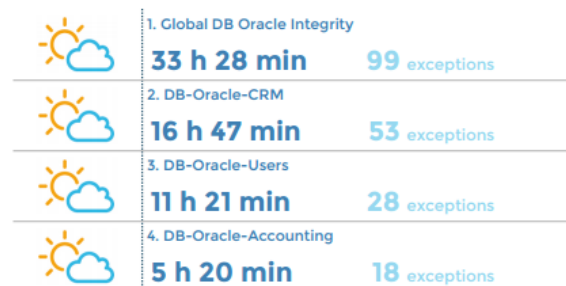 1. Global DB Oracle Integrity
33 h 28 min 99 exceptions
2. DB-Oracle-CRM
16 h 47 min 53 exceptions
3. DB-Oracle-Users
11 h 21 min 28 exceptions
4. DB-Oracle-Accounting
5 h 20 min 18 exceptions